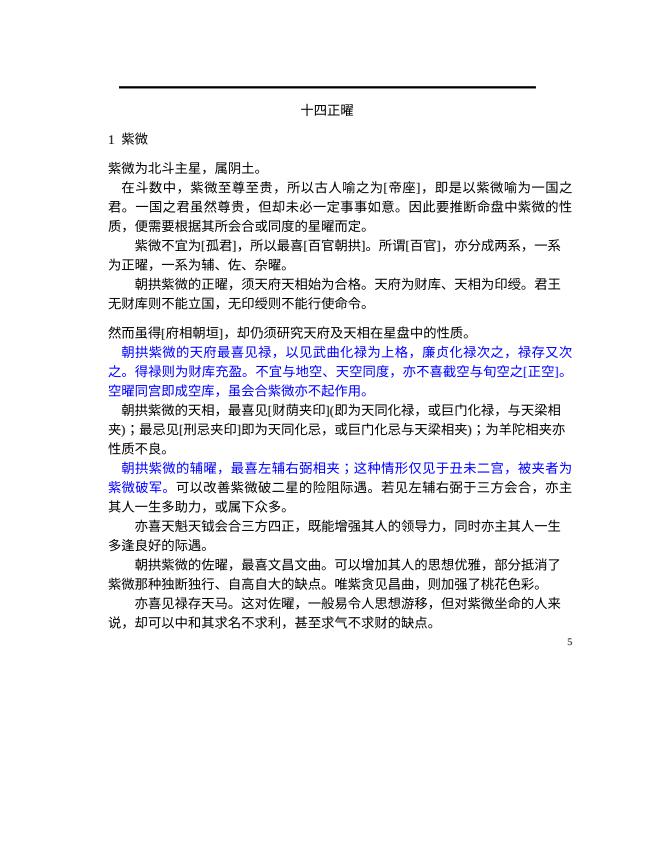 十四正曜
1 紫微
紫微为北斗主星，属阴土。
在斗数中，紫微至尊至贵，所以古人喻之为[帝座]，即是以紫微喻为一国之
君。一国之君虽然尊贵，但却未必一定事事如意。因此要推断命盘中紫微的性
质，便需要根据其所会合或同度的星曜而定。
紫微不宜为[孤君]，所以最喜[百官朝拱]。所谓[百官]，亦分成两系，一系
为正曜，一系为辅、佐、杂曜。
朝拱紫微的正曜，须天府天相始为合格。天府为财库、天相为印绶。君王
无财库则不能立国，无印绶则不能行使命令。
然而虽得[府相朝垣]，却仍须研究天府及天相在星盘中的性质。
朝拱紫微的天府最喜见禄，以见武曲化禄为上格，廉贞化禄次之，禄存又次
之。得禄则为财库充盈。不宜与地空、天空同度，亦不喜截空与旬空之[正空]。
空曜同宫即成空库，虽会合紫微亦不起作用。
朝拱紫微的天相，最喜见[财荫夹印](即为天同化禄，或巨门化禄，与天梁相
夹)；最忌见[刑忌夹印]即为天同化忌，或巨门化忌与天梁相夹)；为羊陀相夹亦
性质不良。
朝拱紫微的辅曜，最喜左辅右弼相夹；这种情形仅见于丑未二宫，被夹者为
紫微破军。可以改善紫微破二星的险阻际遇。若见左辅右弼于三方会合，亦主
其人一生多助力，或属下众多。
亦喜天魁天钺会合三方四正，既能增强其人的领导力，同时亦主其人一生
多逢良好的际遇。
朝拱紫微的佐曜，最喜文昌文曲。可以增加其人的思想优雅，部分抵消了
紫微那种独断独行、自高自大的缺点。唯紫贪见昌曲，则加强了桃花色彩。
亦喜见禄存天马。这对佐曜，一般易令人思想游移，但对紫微坐命的人来
说，却可以中和其求名不求利，甚至求气不求财的缺点。
5